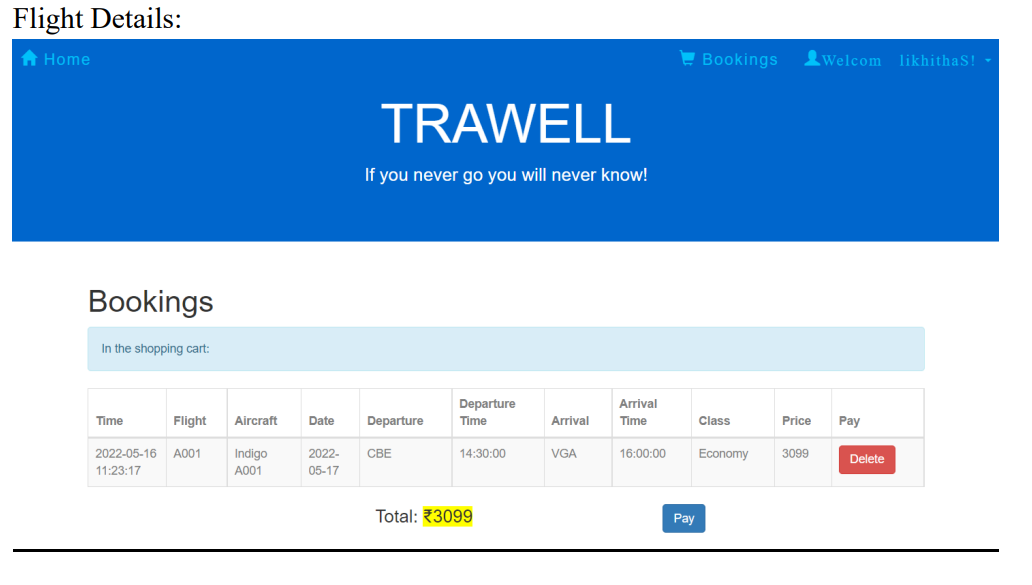 Flight Details:
Home Bookings Welcom likhithaS!
TRAWELL
If you never go you will never know!
Bookings
In the shopping cart:
Time Flight Aircraft Date Departure Departure Time Arrival Arrival Time Class Price Pay
2022-05-16 11:23:17 A001 Indigo A001 2022-05-17 CBE 14:30:00 VGA 16:00:00 Economy 3099 Delete
Total: ₹3099 Pay